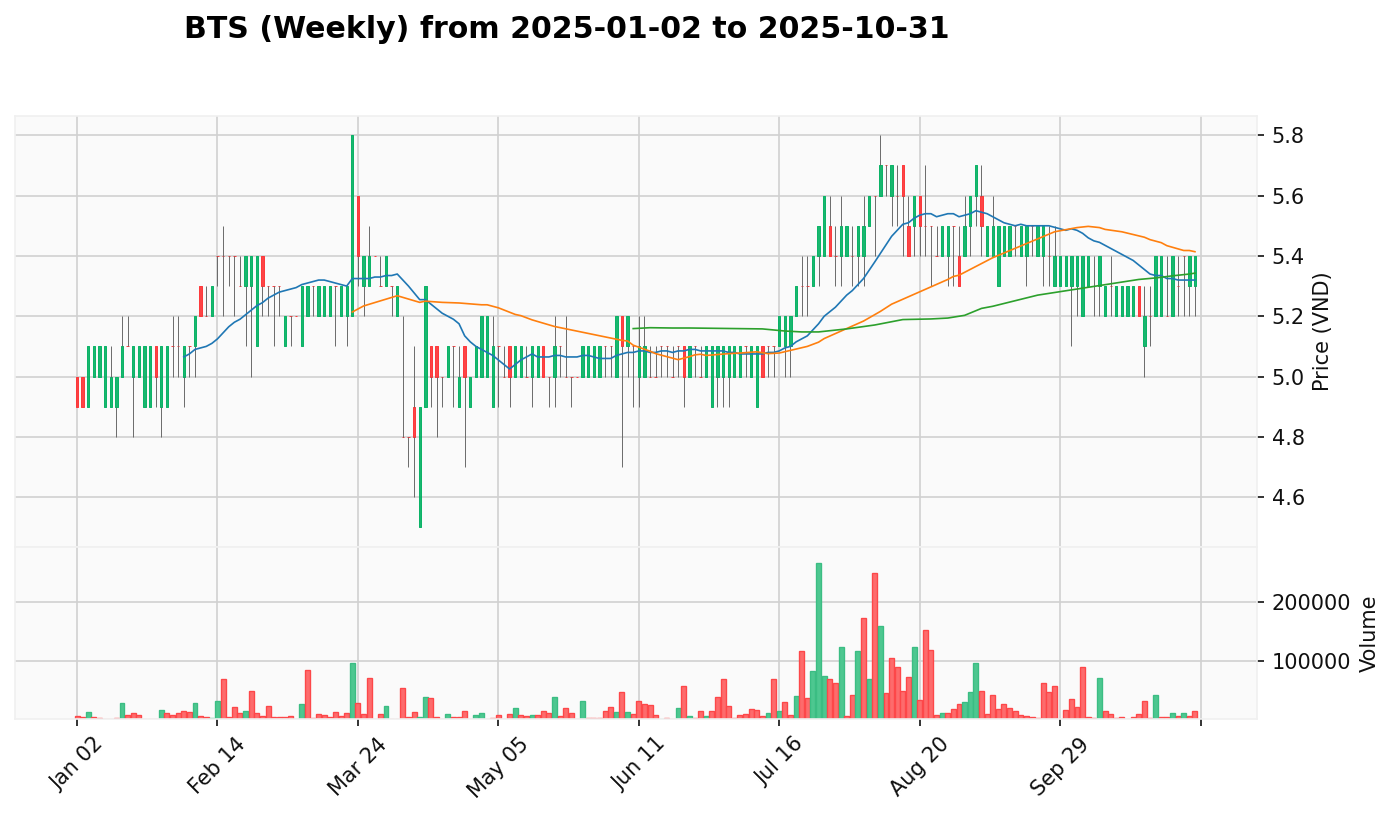 BTS (Weekly) from 2025-01-02 to 2025-10-31
5.8
5.6
5.4
5.2
5.0
4.8
4.6
Price (VND)
200000
100000
Volume
Jan 02
Feb 14
Mar 24
May 05
Jun 11
Jul 16
Aug 20
Sep 29